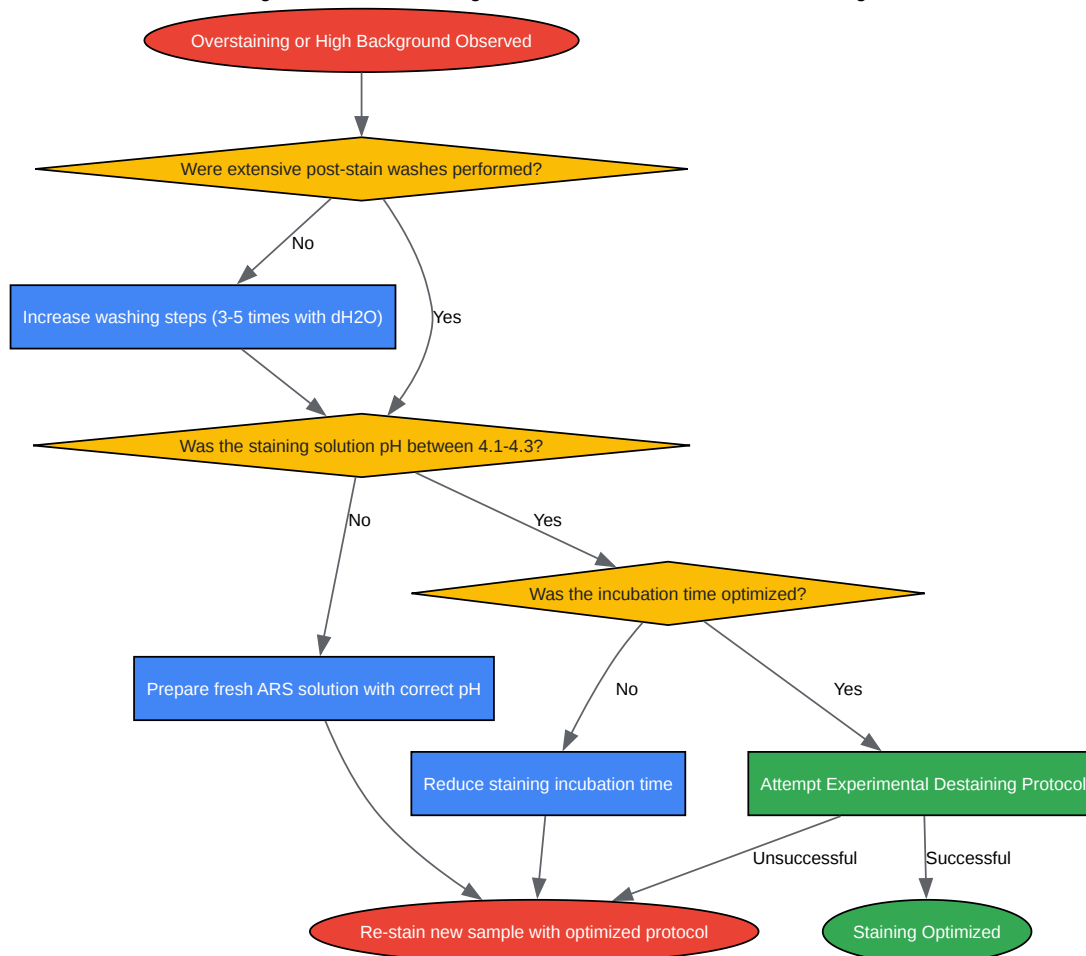 Overstaining or High Background Observed
Were extensive post-stain washes performed?
No
Increase washing steps (3-5 times with dH2O)
Yes
Was the staining solution pH between 4.1-4.3?
No
Yes
Was the incubation time optimized?
Prepare fresh ARS solution with correct pH
No
Yes
Reduce staining incubation time
Attempt Experimental Destaining Protocol
Unsuccessful
Successful
Re-stain new sample with optimized protocol
Staining Optimized